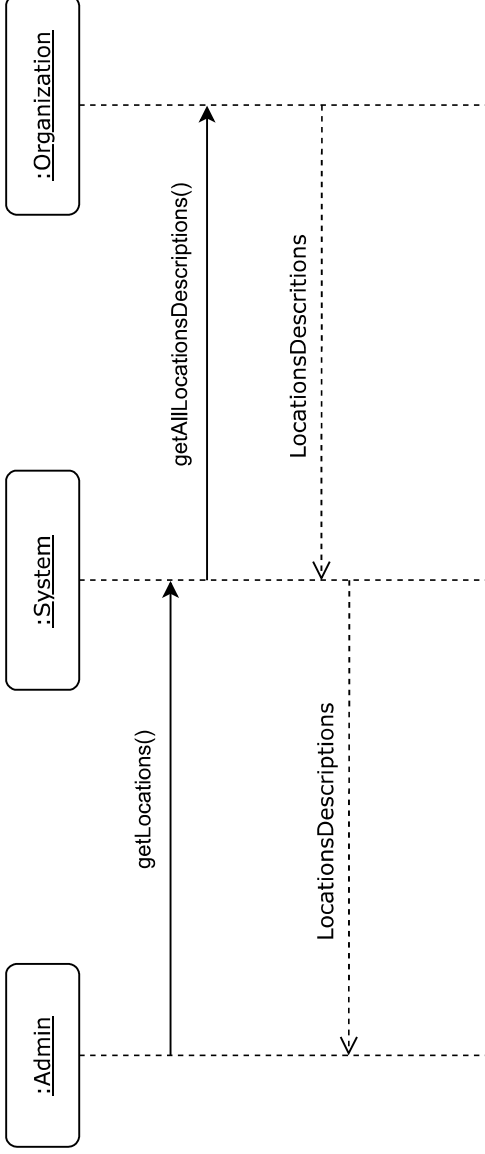 :Admin
:System
:Organization
getLocations()
getAllLocationsDescriptions()
LocationsDescritions
LocationsDescriptions